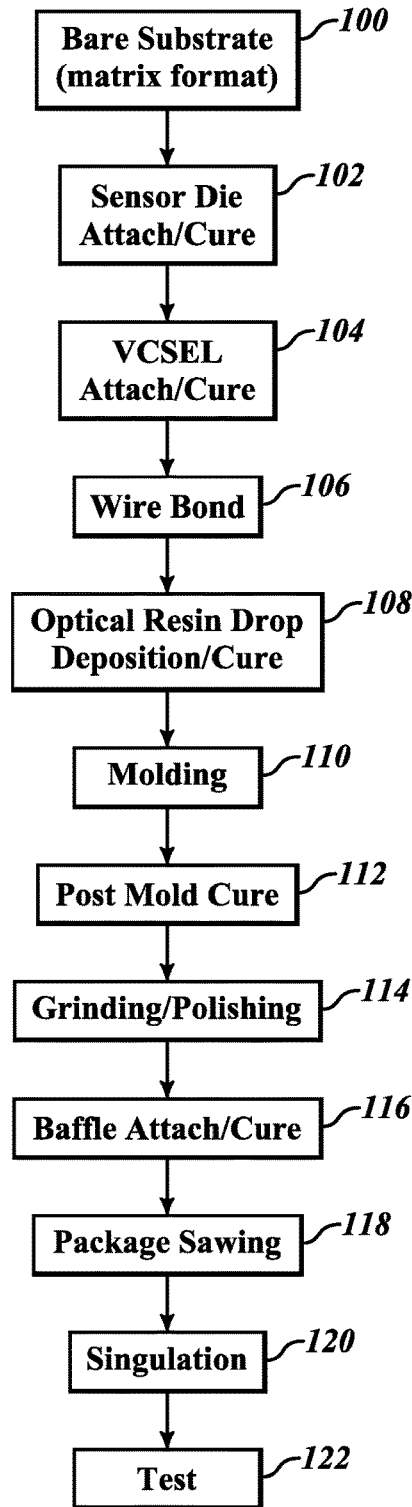 100
Bare Substrate
(matrix format)
102
Sensor Die
Attach/Cure
104
VCSEL
Attach/Cure
106
Wire Bond
108
Optical Resin Drop
Deposition/Cure
110
Molding
112
Post Mold Cure
114
Grinding/Polishing
116
Baffle Attach/Cure
118
Package Sawing
120
Singulation
122
Test